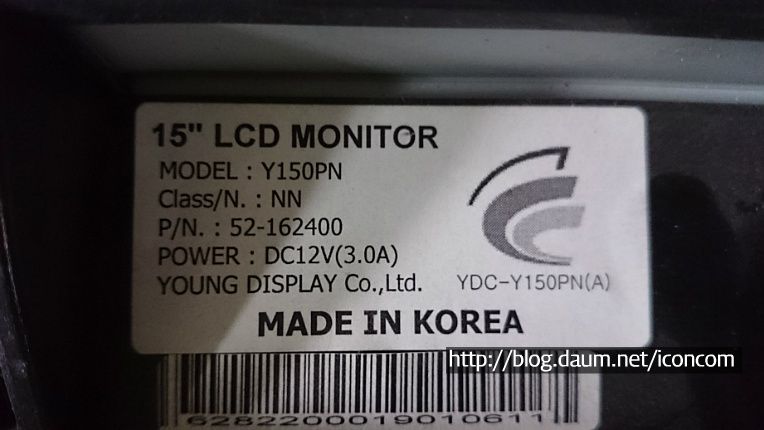 15" LCD MONITOR
MODEL : Y150PN
Class/N. : NN
P/N. : 52-162400
POWER : DC12V(3.0A)
YOUNG DISPLAY Co.,Ltd.
YDC-Y150PN(A)
MADE IN KOREA
http://blog.daum.net/iconcom
6282200019010611